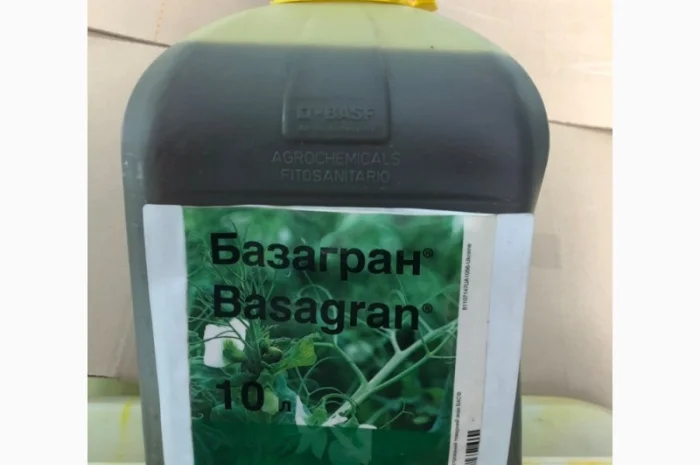 BASF
AGROCHEMICALS
FITOSANITARIO
Базагран®
Basagran®
10 л